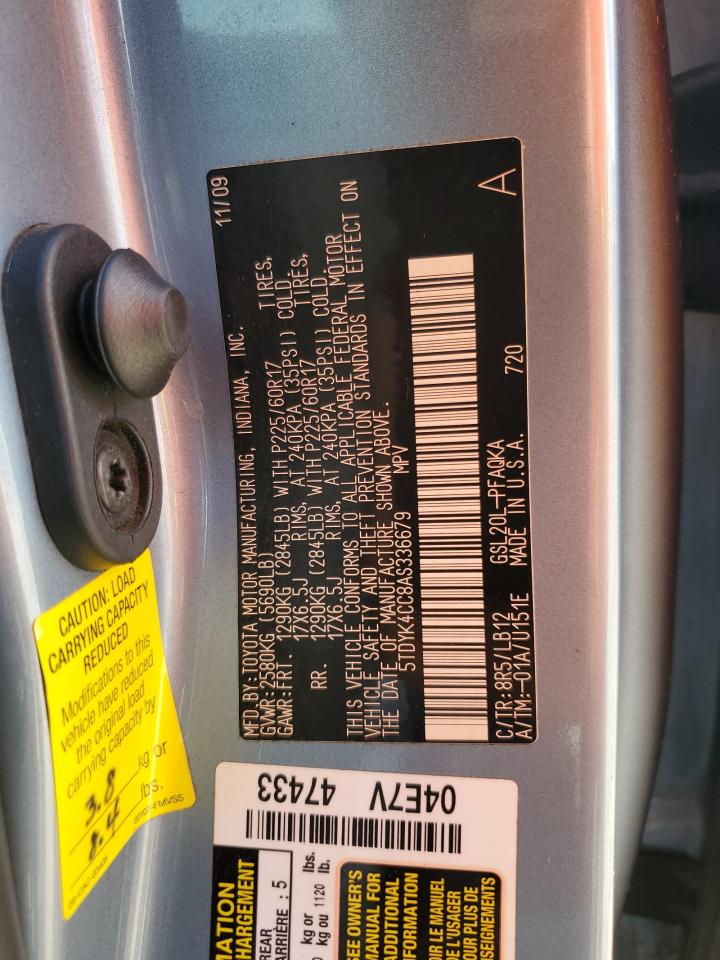 MFD.BY:TOYOTA MOTOR MANUFACTURING, INDIANA, INC. 11/09
GVWR:2580KG (5690LB)
GAWR:FRT. 1290KG (2845LB) WITH P225/60R17 TIRES,
17X6.5J RIMS, AT 240KPA (35PSI) COLD.
RR. 1290KG (2845LB) WITH P225/60R17 TIRES,
17X6.5J RIMS, AT 240KPA (35PSI) COLD.
THIS VEHICLE CONFORMS TO ALL APPLICABLE FEDERAL MOTOR
VEHICLE SAFETY AND THEFT PREVENTION STANDARDS IN EFFECT ON
THE DATE OF MANUFACTURE SHOWN ABOVE.
5TDYK4CC8AS336679 MPV
C/TR:8R5/LB12 GSL20L-PFAQKA 720
A/TM:-01A/U151E MADE IN U.S.A.
A
CAUTION: LOAD
CARRYING CAPACITY
REDUCED
Modifications to this
vehicle have reduced
the original load
carrying capacity by
3.8 kg or
8.4 lbs.
04E7V 47433
REAR
ARRIÈRE : 5
kg or lbs.
kg ou 1120 lb.
SEE OWNER'S
MANUAL FOR
ADDITIONAL